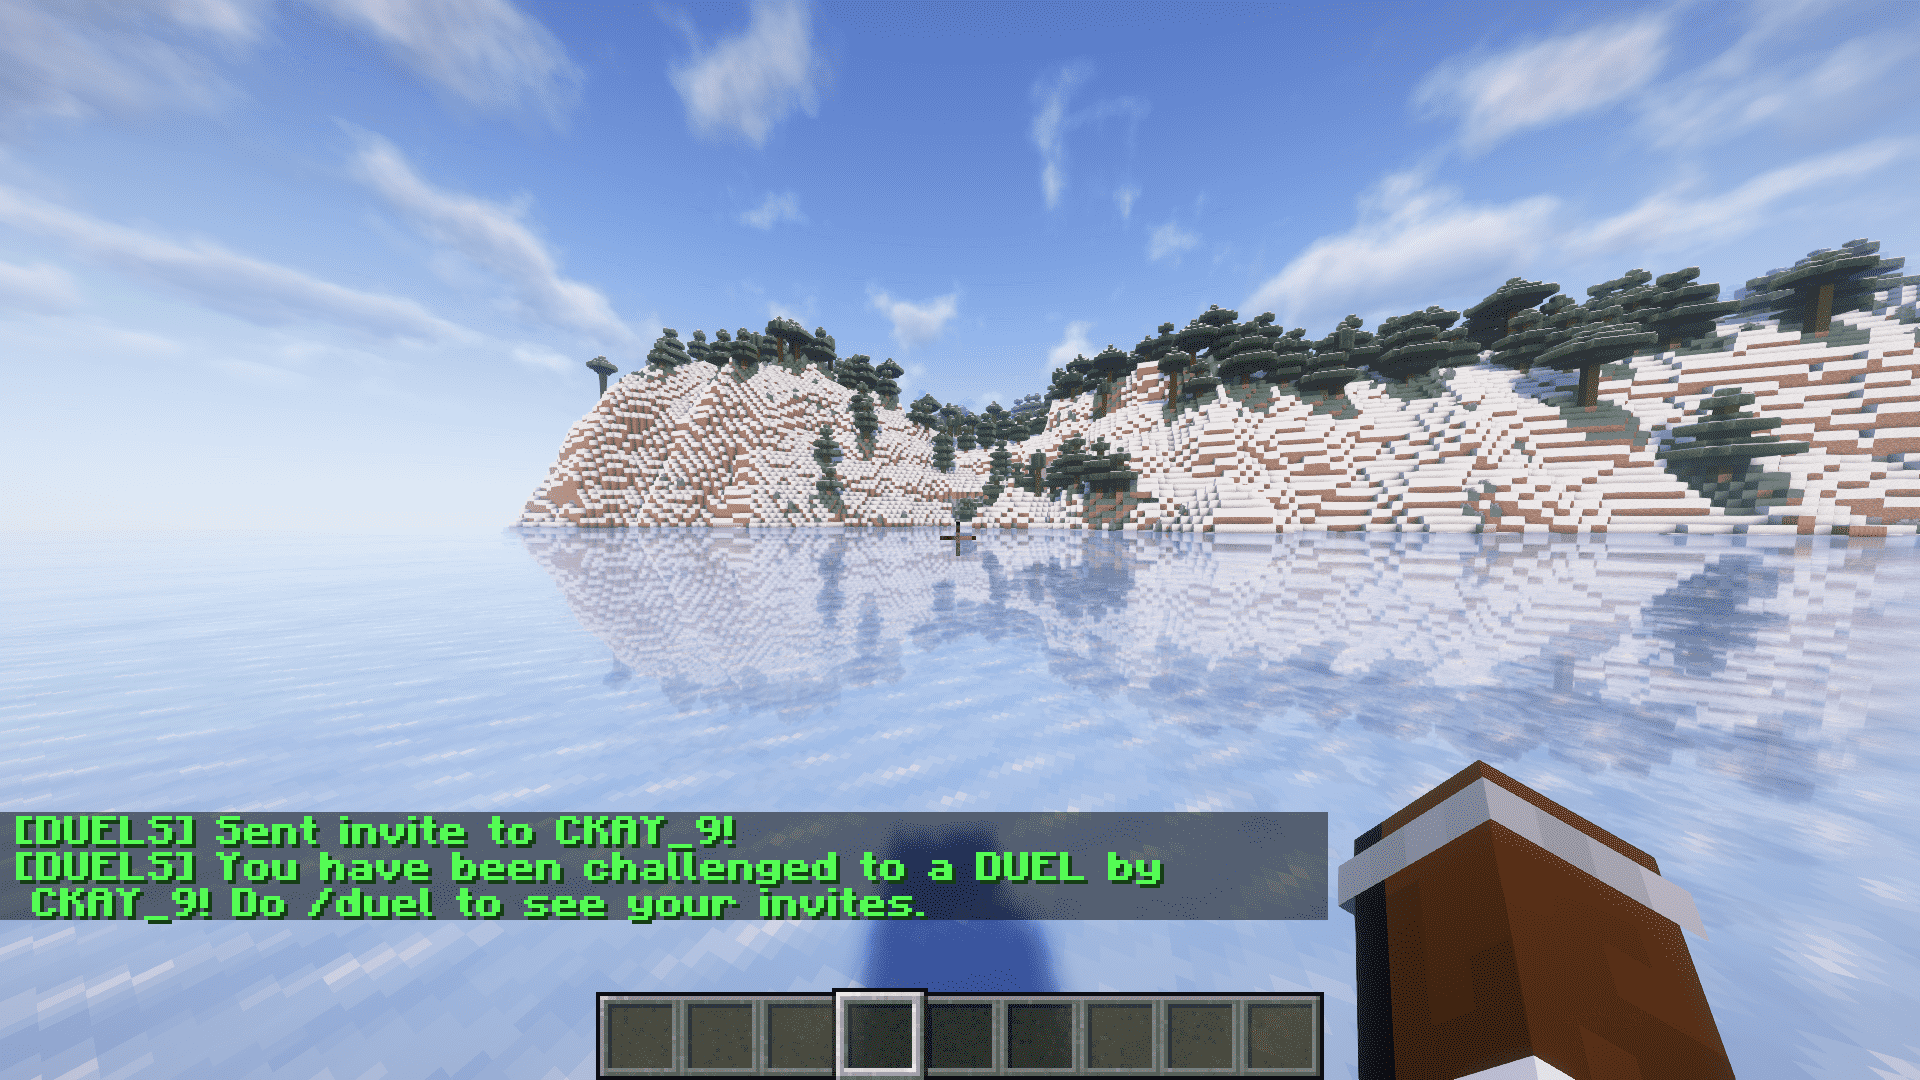 [DUELS] Sent invite to CKAY_9!
[DUELS] You have been challenged to a DUEL by
CKAY_9! Do /duel to see your invites.